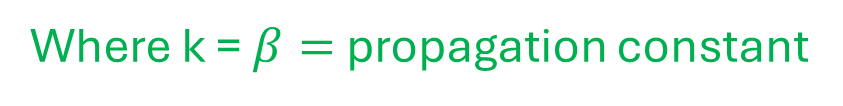 Where k = β = propagation constant